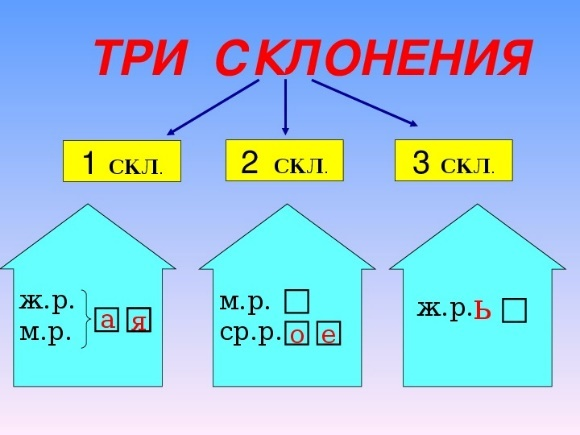 ТРИ СКЛОНЕНИЯ
1 СКЛ.
2 СКЛ.
3 СКЛ.
ж.р.
м.р.
а я
м.р.
ср.р. о е
ж.р. ь